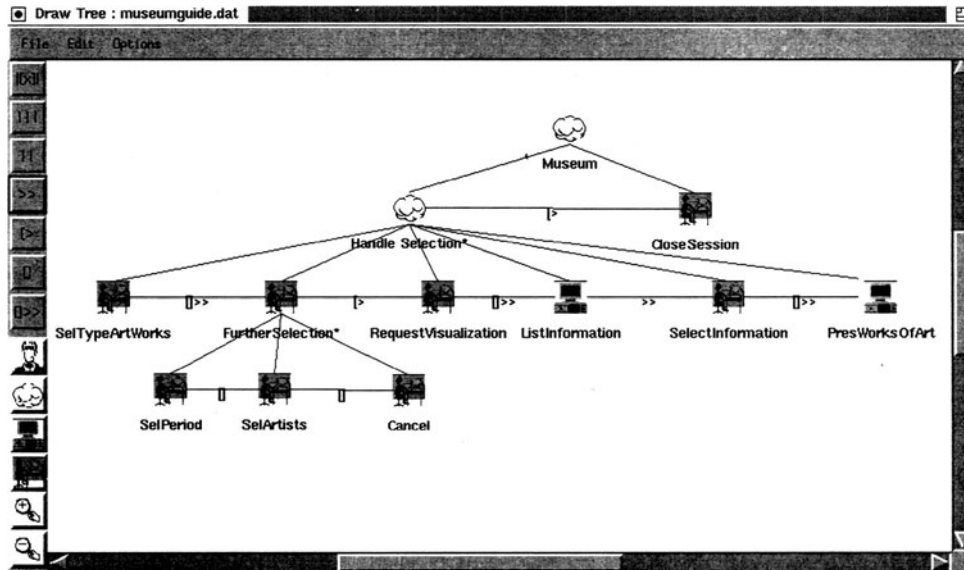 Draw Tree : museumguide.dat
File Edit Options
|[x]|
|||
[]
>>
[>
[]
[]>>
Museum
[>
Handle Selection*
CloseSession
[]>>
[>
[]>>
>>
[]>>
SelTypeArtWorks
FurtherSelection*
RequestVisualization
ListInformation
SelectInformation
PresWorksOfArt
[]
[]
SelPeriod
SelArtists
Cancel